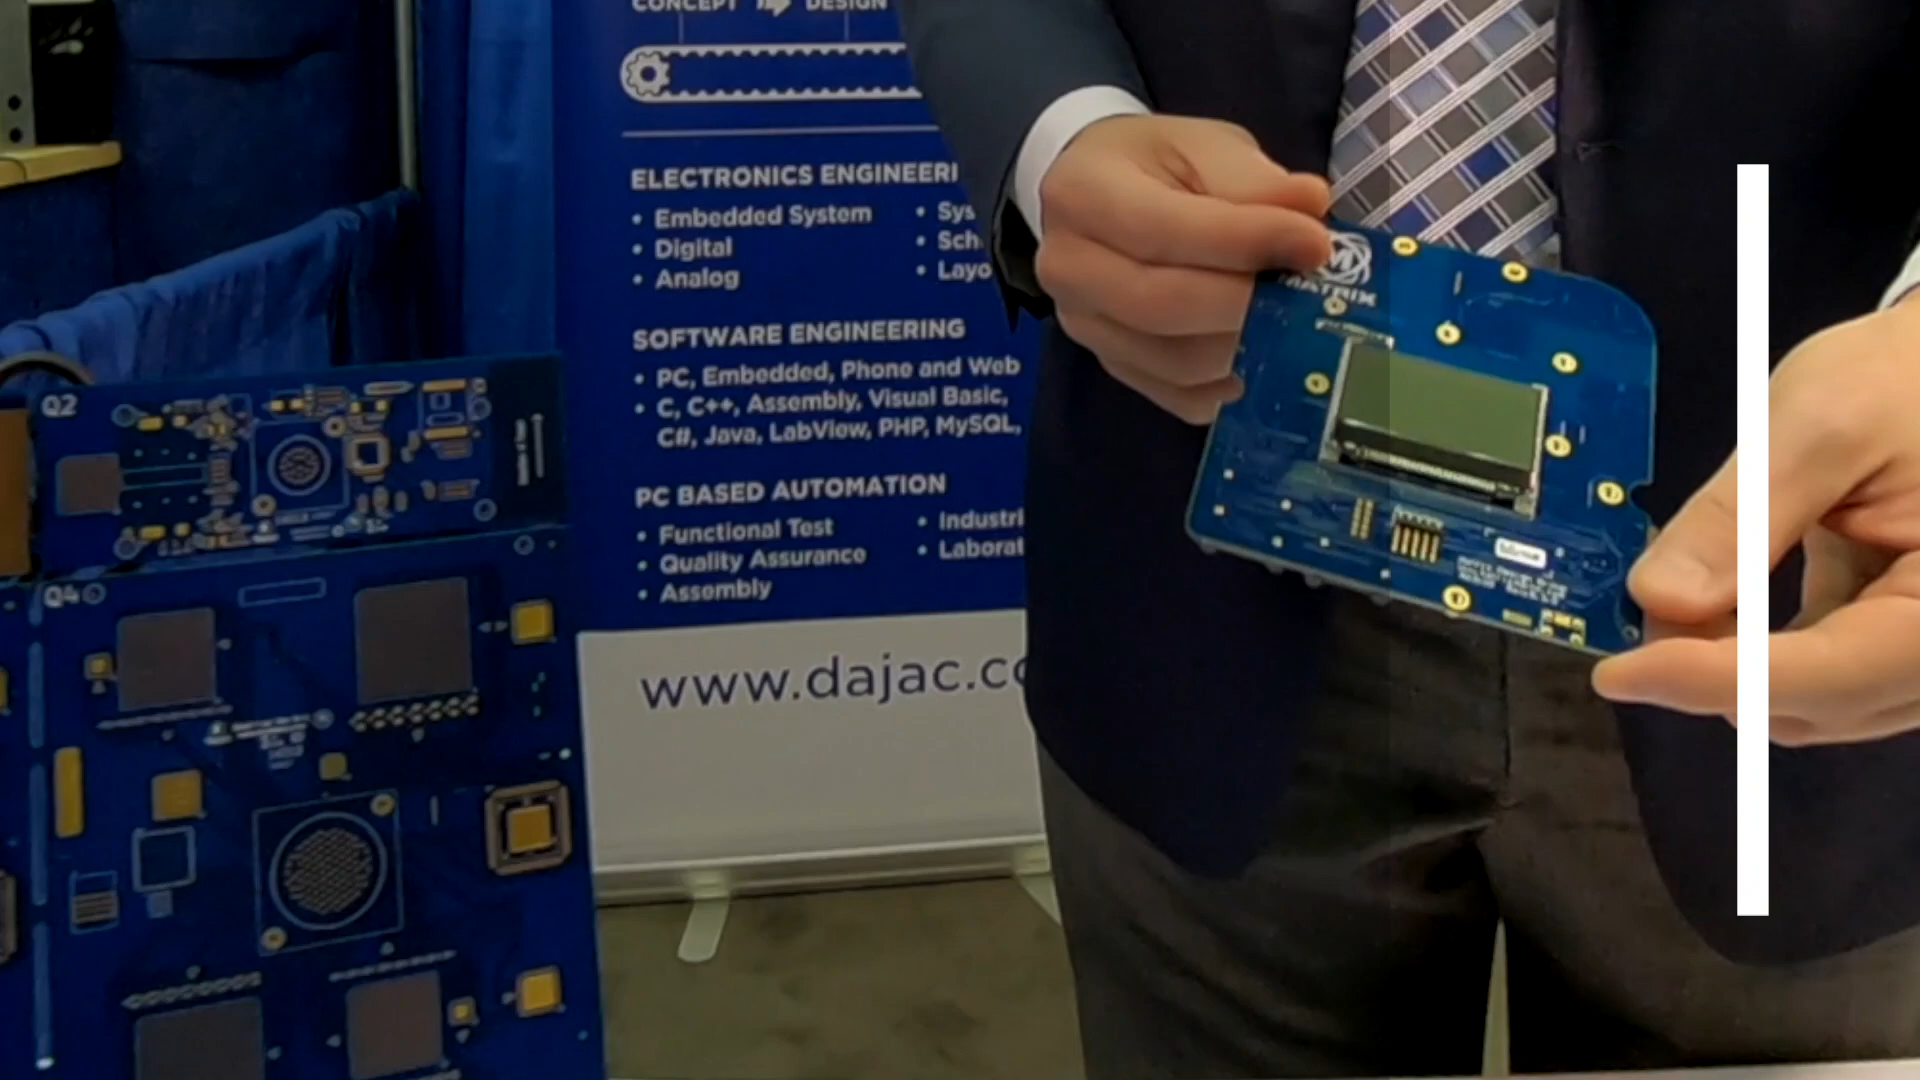 CONCEPT DESIGN
ELECTRONICS ENGINEERI
• Embedded System
• Digital
• Analog
• Sys
• Sch
• Layo
SOFTWARE ENGINEERING
• PC, Embedded, Phone and Web
• C, C++, Assembly, Visual Basic,
C#, Java, LabView, PHP, MySQL,
PC BASED AUTOMATION
• Functional Test
• Quality Assurance
• Assembly
• Industri
• Laborat
www.dajac.co
MATRIX
Q2
Q4